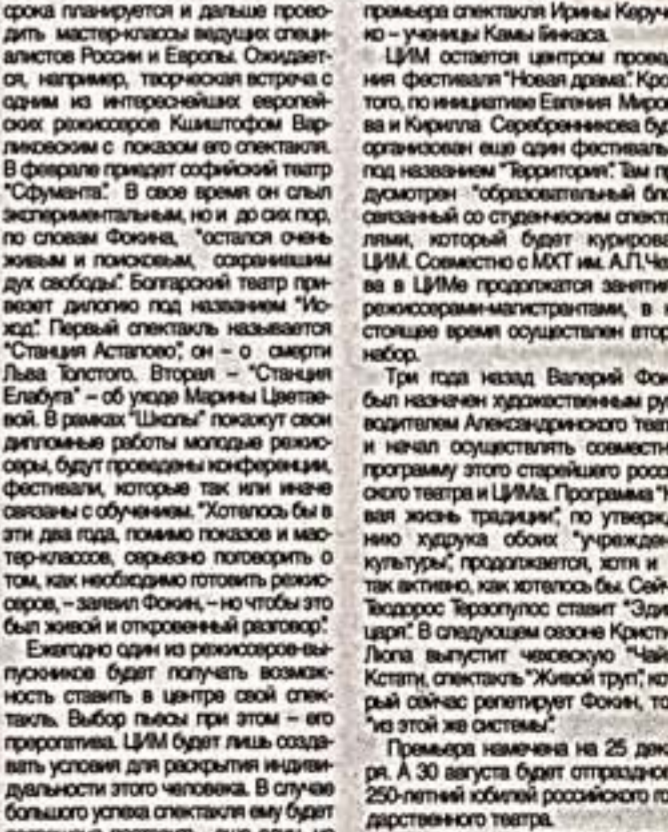 срока планируется и дальше прово-
дить мастер-классы ведущих специ-
алистов России и Европы. Ожидает-
ся, например, творческая встреча с
одним из интереснейших европей-
ских режиссеров Кшиштофом Вар-
ликовским с показом его спектакля.
В феврале приедет софийский театр
"Сфумато". В свое время он слыл
экспериментальным, но и до сих пор,
по словам Фокина, "остался очень
живым и поисковым, сохранившим
дух свободы". Болгарский театр при-
везет дилогию под названием "Ис-
ход". Первый спектакль называется
"Станция Астапово", он – о смерти
Льва Толстого. Вторая – "Станция
Елабуга" – об уходе Марины Цветае-
вой. В рамках "Школы" покажут свои
дипломные работы молодые режис-
серы, будут проведены конференции,
фестивали, которые так или иначе
связаны с обучением. "Хотелось бы в
эти два года, помимо показов и мас-
тер-классов, серьезно поговорить о
том, как необходимо готовить режис-
серов, – заявил Фокин, – но чтобы это
был живой и откровенный разговор".
Ежегодно один из режиссеров-вы-
пускников будет получать возмож-
ность ставить в центре свой спек-
такль. Выбор пьесы при этом – его
прерогатива. ЦИМ будет лишь созда-
вать условия для раскрытия индиви-
дуальности этого человека. В случае
большого успеха спектакля ему будет
премьера спектакля Ирины Керуч
ко – ученицы Камы Гинкаса.
ЦИМ остается центром провед
ния фестиваля "Новая драма". Кро
того, по инициативе Евгения Миро
ва и Кирилла Серебренникова буд
организован еще один фестиваль
под названием "Территория". Там пр
дусмотрен "образовательный бло
связанный со студенческим спект
лями, который будет курирова
ЦИМ. Совместно с МХТ им. А.П.Чех
ва в ЦИМе продолжатся занятия
режиссерами-магистрантами, в н
стоящее время осуществлен втор
набор.
Три года назад Валерий Фок
был назначен художественным ру
водителем Александринского теат
и начал осуществлять совместн
программу этого старейшего росс
ского театра и ЦИМа. Программа "Н
вая жизнь традиции", по утверж
нию худрука обоих "учрежден
культуры", продолжается, хотя и
так активно, как хотелось бы. Сей
Теодорос Терзопулос ставит "Эди
царя". В следующем сезоне Кристи
Люпа выпустит чеховскую "Чайк
Кстати, спектакль "Живой труп", кот
рый сейчас репетирует Фокин, то
"из этой же системы".
Премьера намечена на 25 дек
ря. А 30 августа будет отпразднов
250-летний юбилей российского го
дарственного театра.